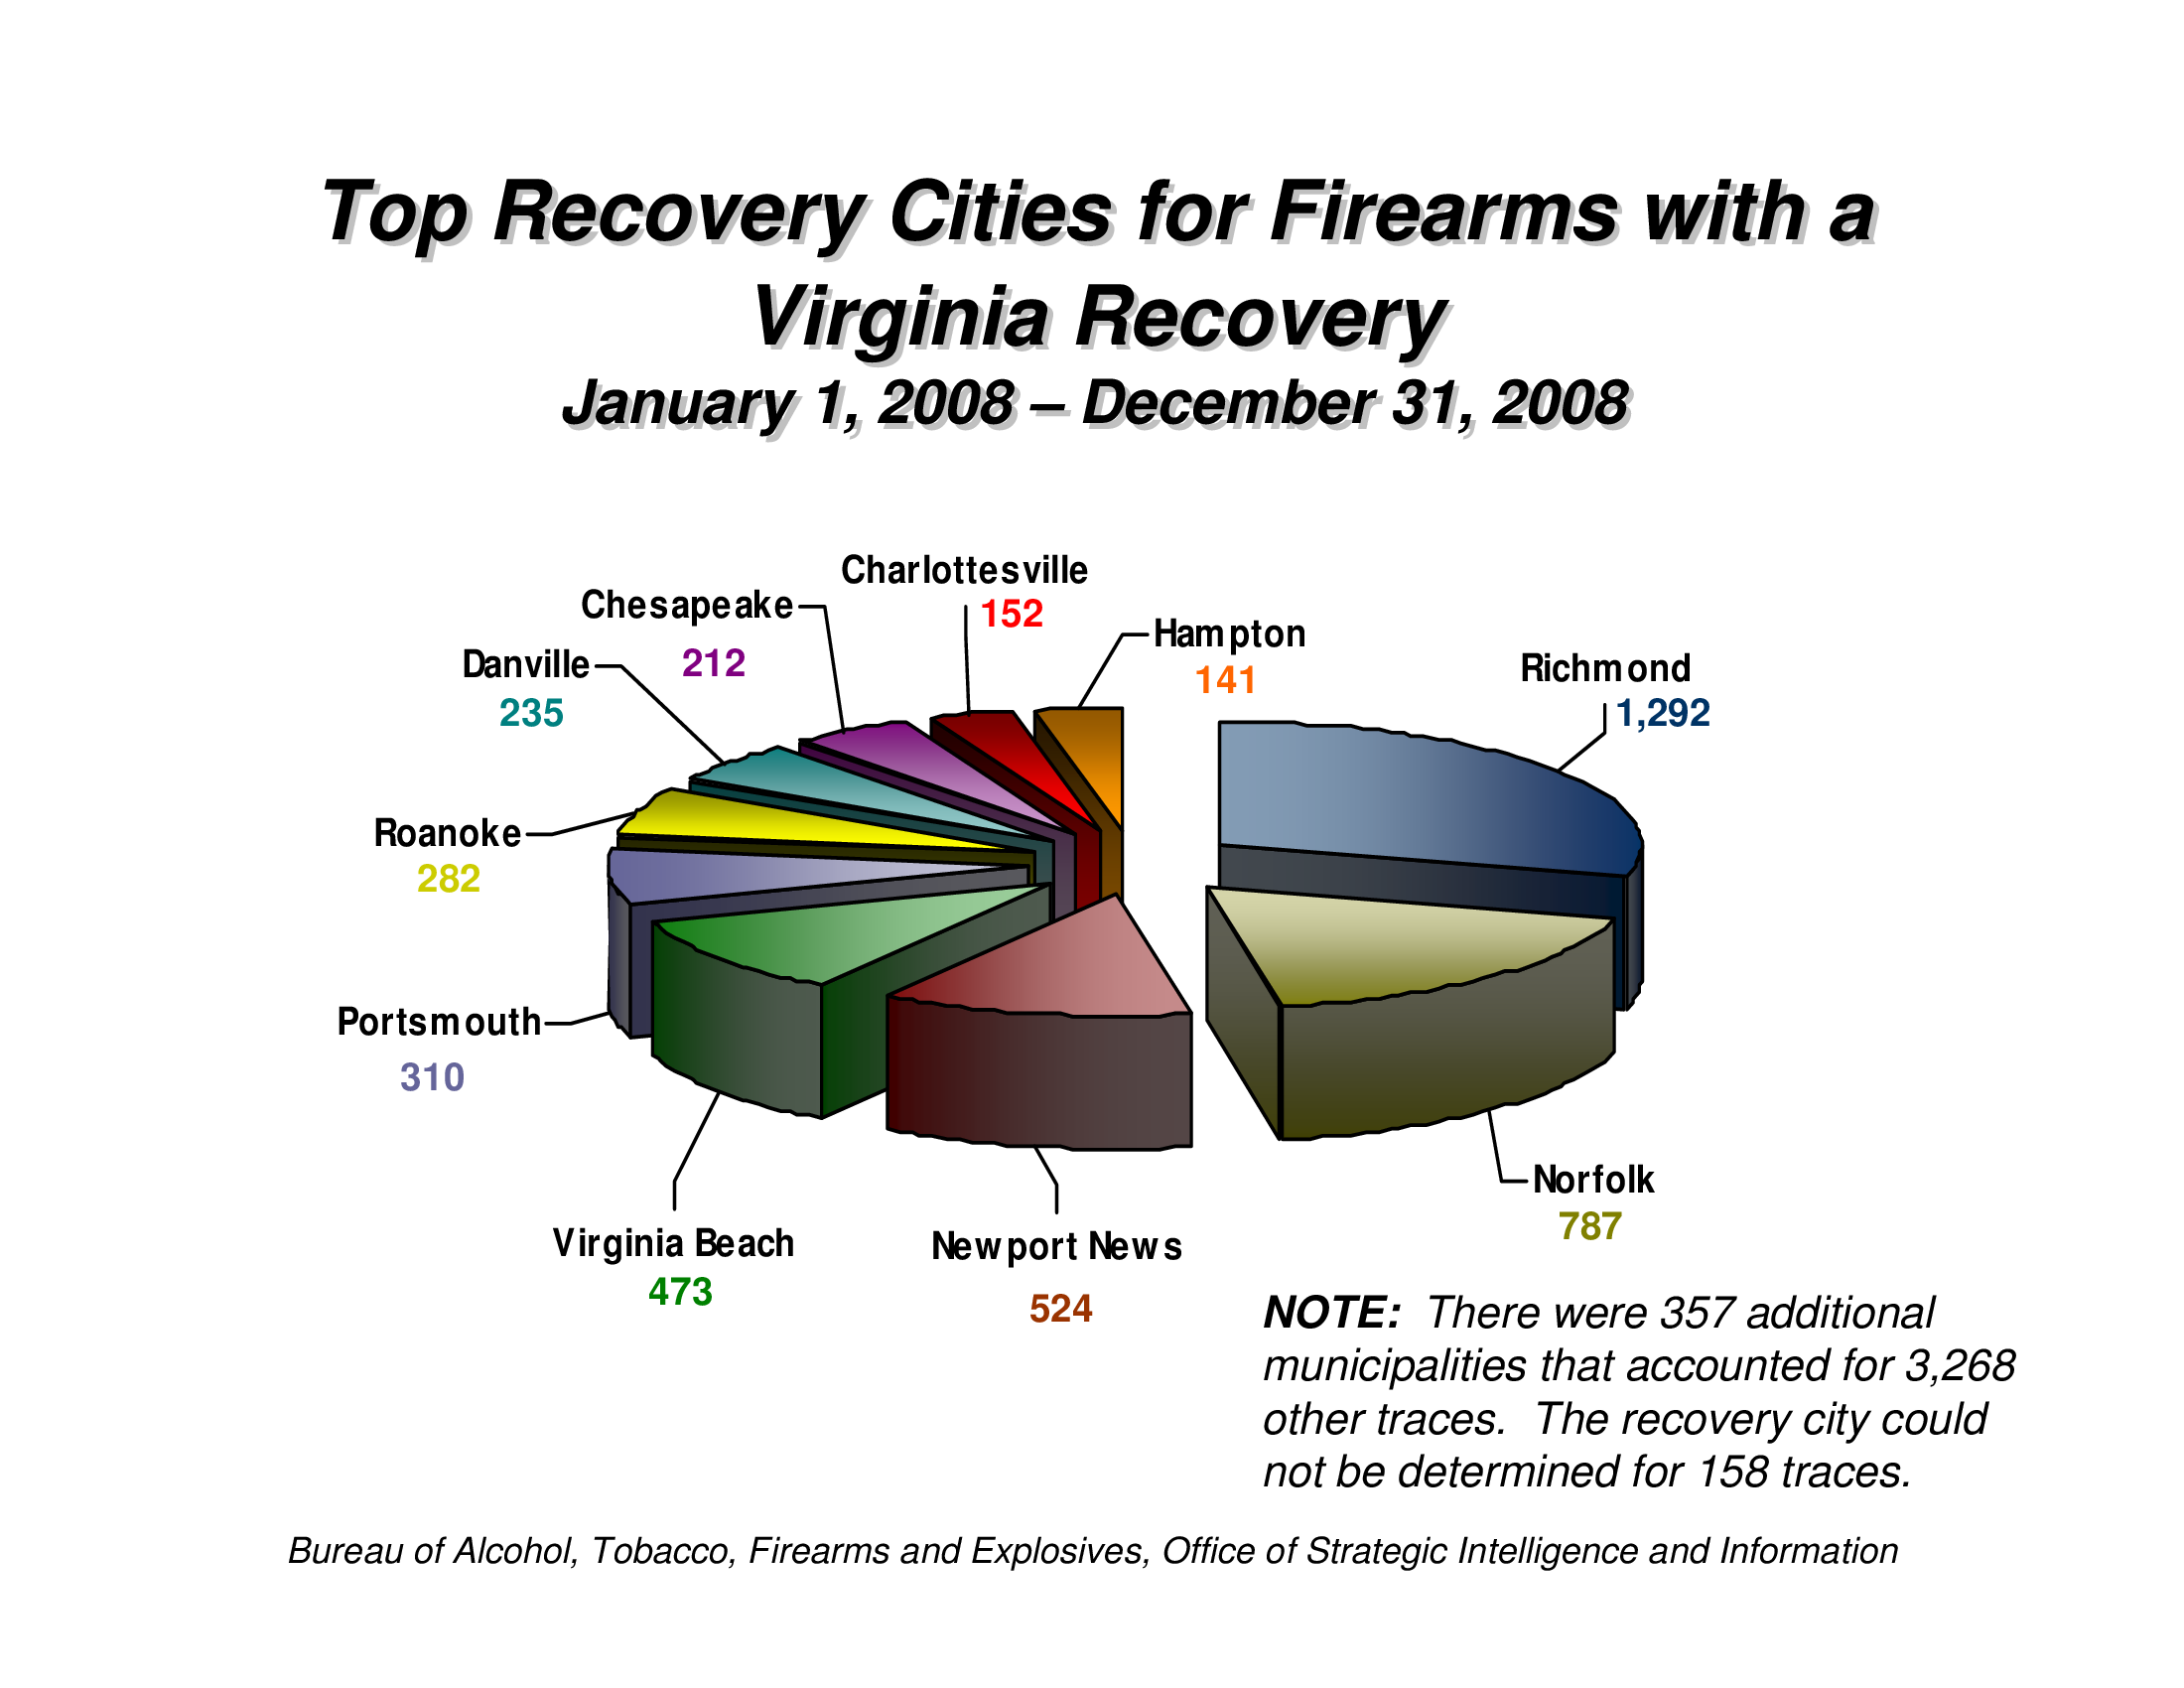 Top Recovery Cities for Firearms with a
Virginia Recovery
January 1, 2008 – December 31, 2008
Charlottesville
152
Chesapeake
212
Hampton
141
Danville
235
Richmond
1,292
Roanoke
282
Portsmouth
310
Norfolk
787
Virginia Beach
473
Newport News
524
NOTE: There were 357 additional
municipalities that accounted for 3,268
other traces. The recovery city could
not be determined for 158 traces.
Bureau of Alcohol, Tobacco, Firearms and Explosives, Office of Strategic Intelligence and Information